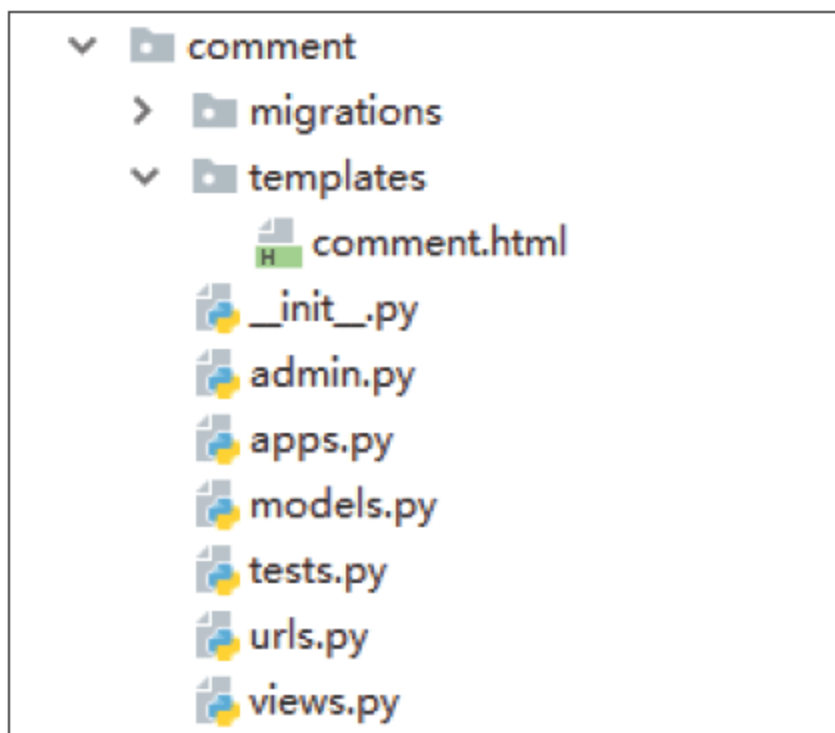 comment
migrations
templates
H comment.html
__init__.py
admin.py
apps.py
models.py
tests.py
urls.py
views.py